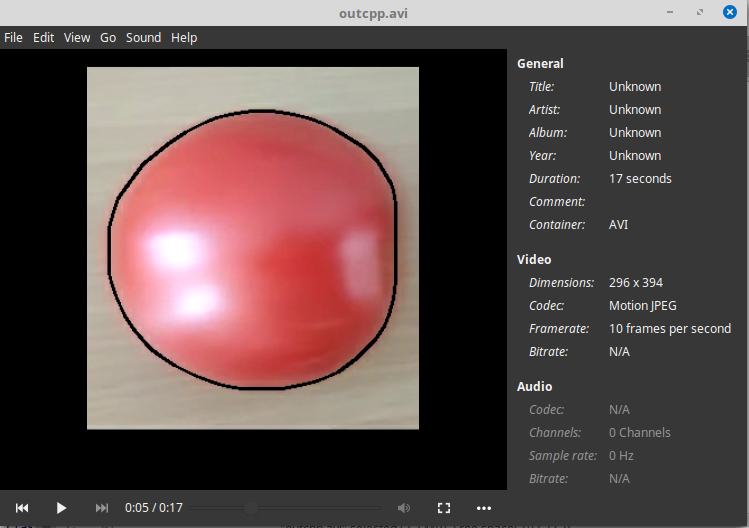 outcpp.avi
File Edit View Go Sound Help
General
Title: Unknown
Artist: Unknown
Album: Unknown
Year: Unknown
Duration: 17 seconds
Comment:
Container: AVI
Video
Dimensions: 296 x 394
Codec: Motion JPEG
Framerate: 10 frames per second
Bitrate: N/A
Audio
Codec: N/A
Channels: 0 Channels
Sample rate: 0 Hz
Bitrate: N/A
0:05 / 0:17